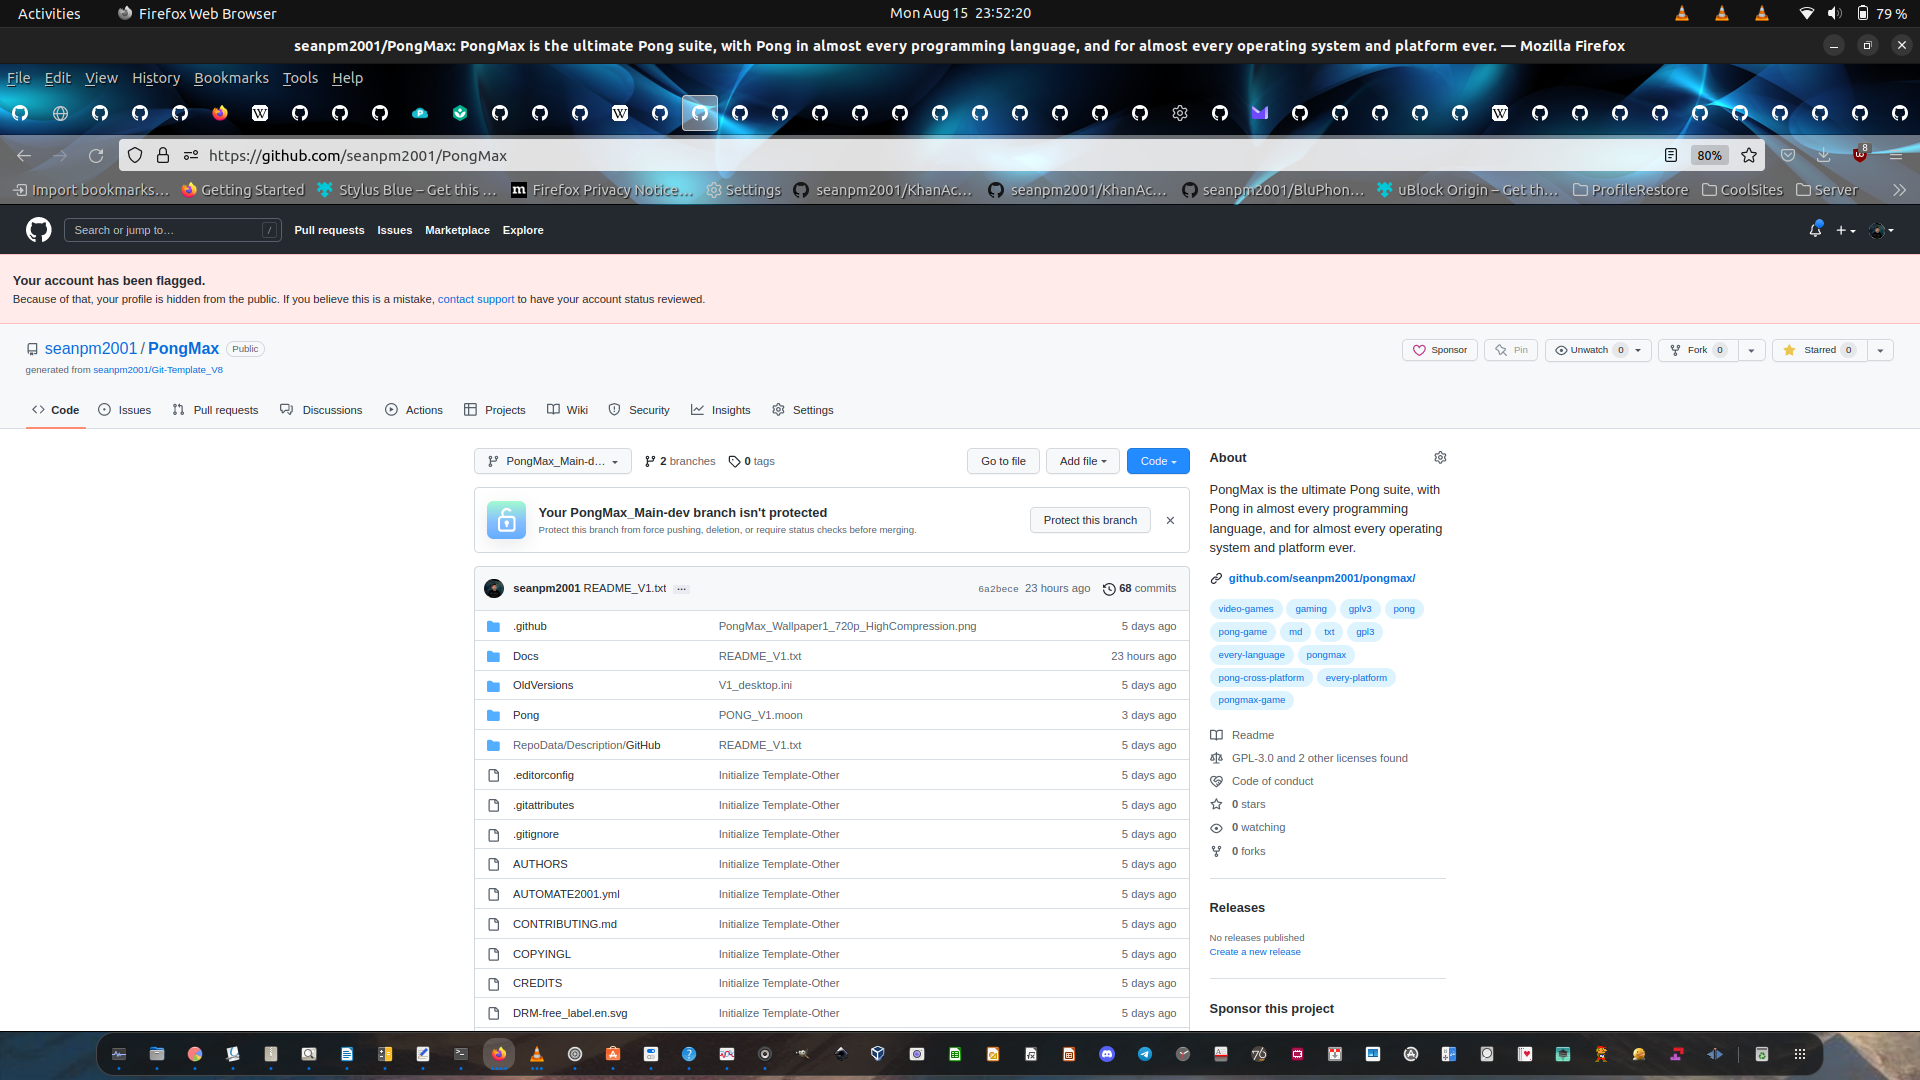 Activities
Firefox Web Browser
Mon Aug 15 23:52:20
79 %
seanpm2001/PongMax: PongMax is the ultimate Pong suite, with Pong in almost every programming language, and for almost every operating system and platform ever. — Mozilla Firefox
File Edit View History Bookmarks Tools Help
https://github.com/seanpm2001/PongMax
80%
8
Import bookmarks… Getting Started Stylus Blue – Get this … Firefox Privacy Notice… Settings seanpm2001/KhanAc… seanpm2001/KhanAc… seanpm2001/BluPhon… uBlock Origin – Get th… ProfileRestore CoolSites Server
Search or jump to… /
Pull requests Issues Marketplace Explore
Your account has been flagged.
Because of that, your profile is hidden from the public. If you believe this is a mistake, contact support to have your account status reviewed.
seanpm2001 / PongMax Public
Sponsor Pin Unwatch 0 Fork 0 Starred 0
generated from seanpm2001/Git-Template_V8
Code Issues Pull requests Discussions Actions Projects Wiki Security Insights Settings
PongMax_Main-d… 2 branches 0 tags
Go to file Add file Code
Your PongMax_Main-dev branch isn't protected
Protect this branch from force pushing, deletion, or require status checks before merging.
Protect this branch
seanpm2001 README_V1.txt … 6a2bece 23 hours ago 68 commits
.github PongMax_Wallpaper1_720p_HighCompression.png 5 days ago
Docs README_V1.txt 23 hours ago
OldVersions V1_desktop.ini 5 days ago
Pong PONG_V1.moon 3 days ago
RepoData/Description/GitHub README_V1.txt 5 days ago
.editorconfig Initialize Template-Other 5 days ago
.gitattributes Initialize Template-Other 5 days ago
.gitignore Initialize Template-Other 5 days ago
AUTHORS Initialize Template-Other 5 days ago
AUTOMATE2001.yml Initialize Template-Other 5 days ago
CONTRIBUTING.md Initialize Template-Other 5 days ago
COPYINGL Initialize Template-Other 5 days ago
CREDITS Initialize Template-Other 5 days ago
DRM-free_label.en.svg Initialize Template-Other 5 days ago
About
PongMax is the ultimate Pong suite, with
Pong in almost every programming
language, and for almost every operating
system and platform ever.
github.com/seanpm2001/pongmax/
video-games gaming gplv3 pong
pong-game md txt gpl3
every-language pongmax
pong-cross-platform every-platform
pongmax-game
Readme
GPL-3.0 and 2 other licenses found
Code of conduct
0 stars
0 watching
0 forks
Releases
No releases published
Create a new release
Sponsor this project